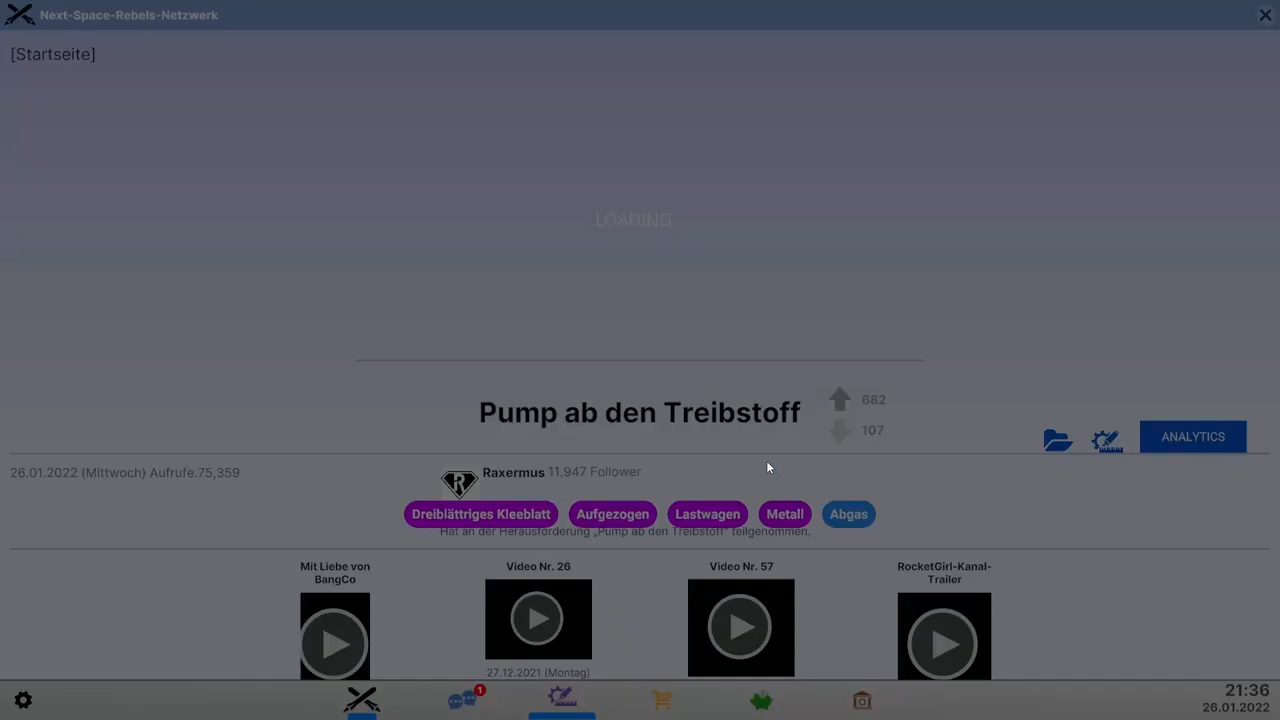 Next-Space-Rebels-Netzwerk
[Startseite]
LOADING
Pump ab den Treibstoff
682
107
ANALYTICS
26.01.2022 (Mittwoch) Aufrufe.75,359
Raxermus 11,947 Follower
Dreiblättriges Kleeblatt Aufgezogen Lastwagen Metall Abgas
Hat an der Herausforderung „Pump ab den Treibstoff“ teilgenommen.
Mit Liebe von
BangCo
Video Nr. 26
Video Nr. 57
RocketGirl-Kanal-
Trailer
27.12.2021 (Montag)
1
21:36
26.01.2022